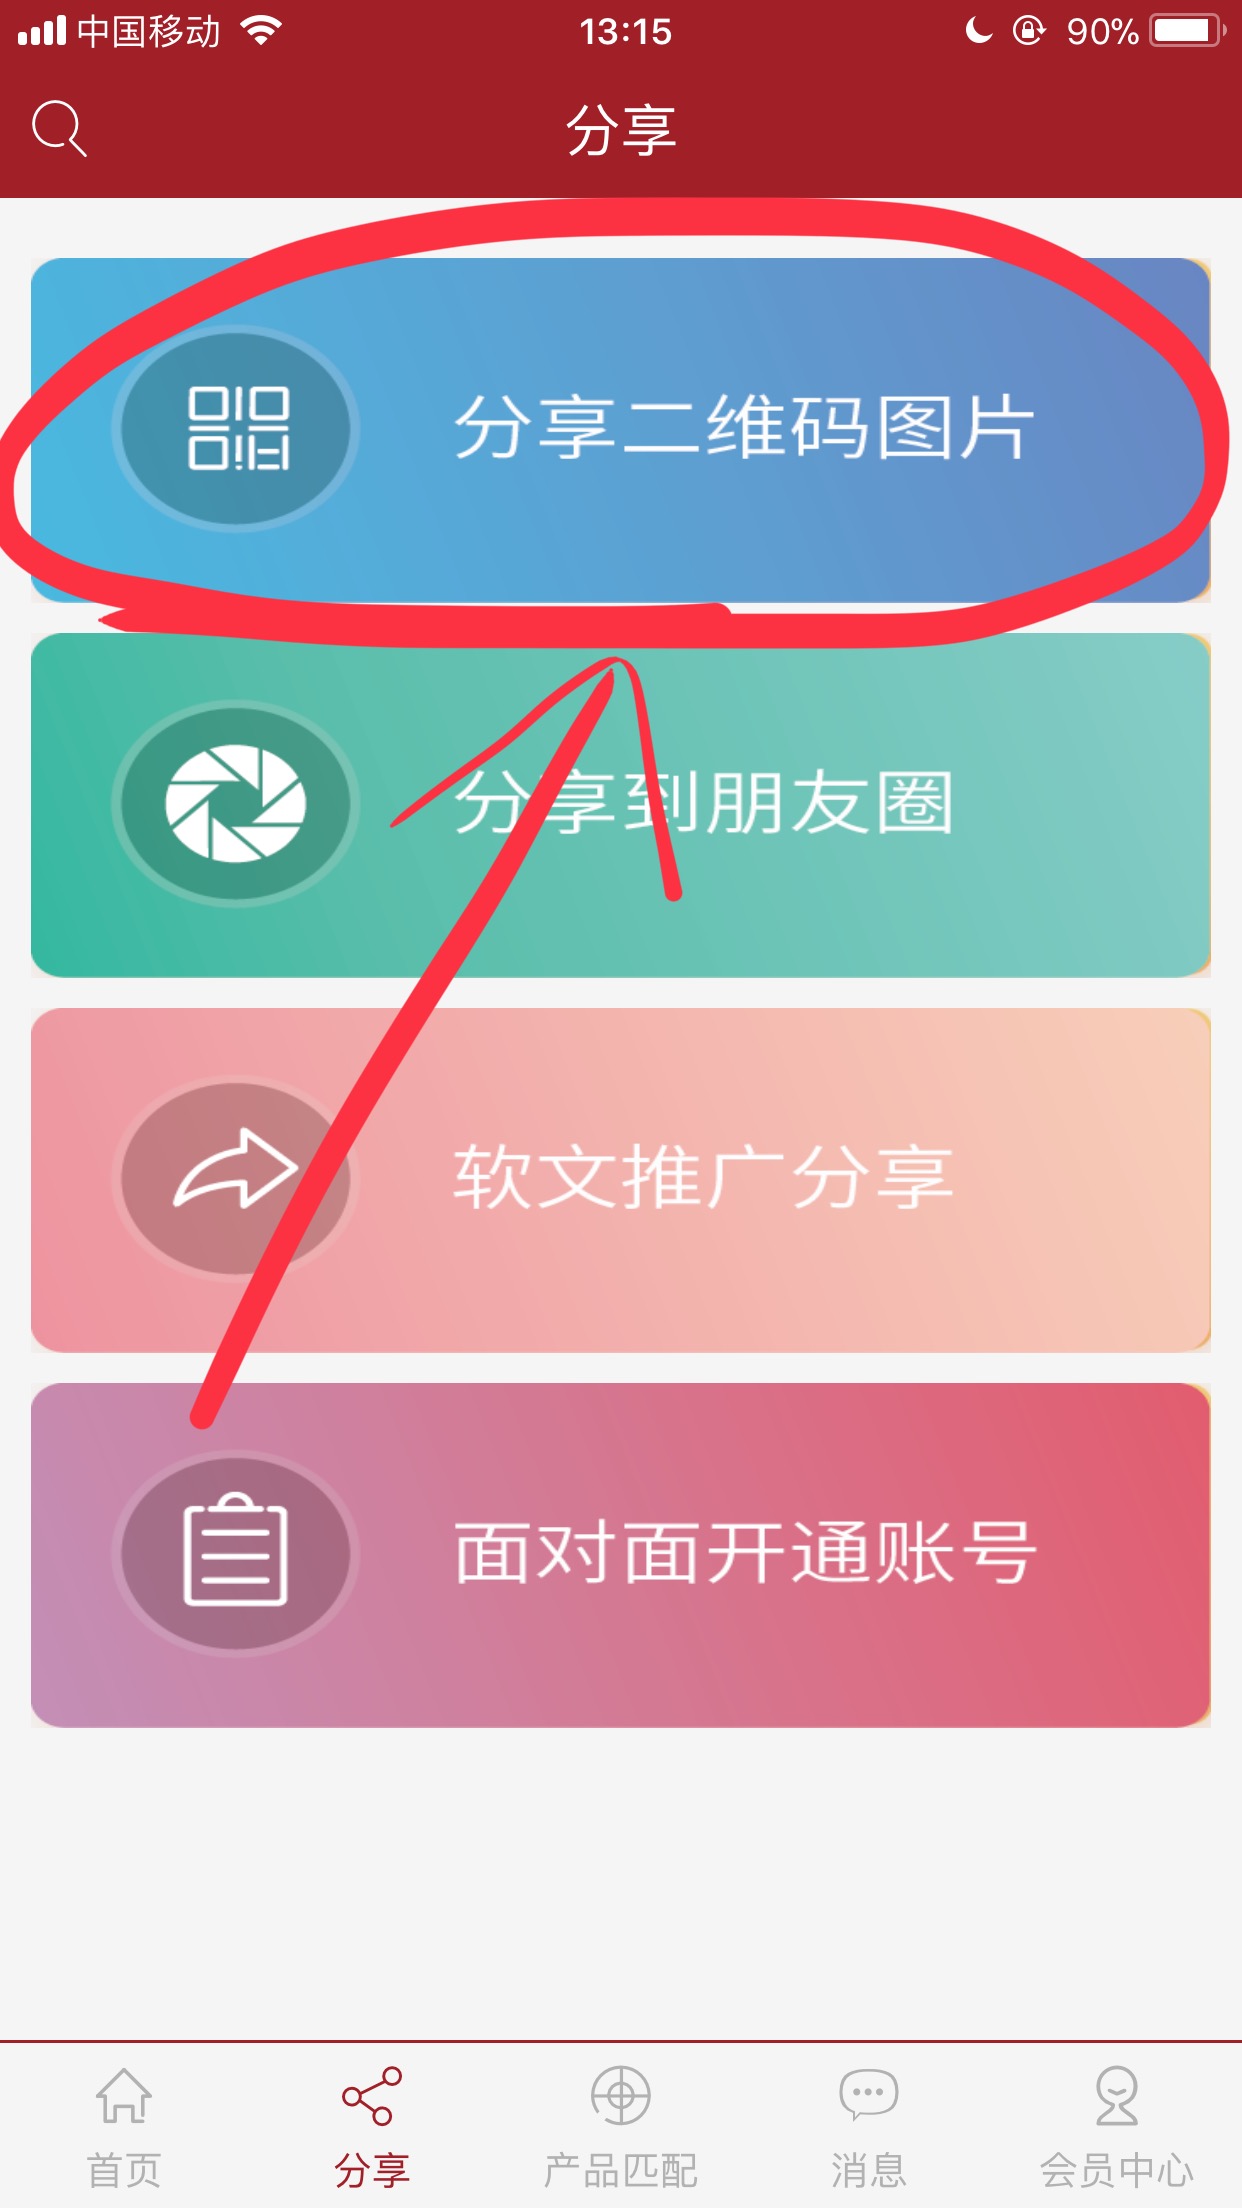 中国移动 13:15 90%
分享
分享二维码图片
分享到朋友圈
软文推广分享
面对面开通账号
首页 分享 产品匹配 消息 会员中心